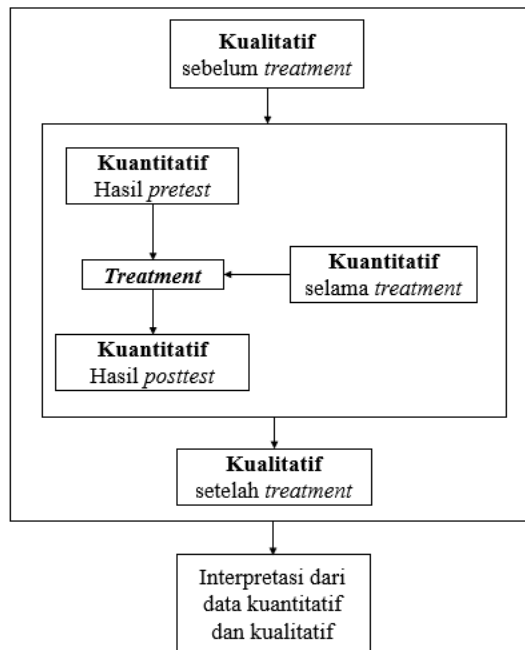 Kualitatif
sebelum treatment
Kuantitatif
Hasil pretest
Treatment
Kuantitatif
selama treatment
Kuantitatif
Hasil posttest
Kualitatif
setelah treatment
Interpretasi dari
data kuantitatif
dan kualitatif